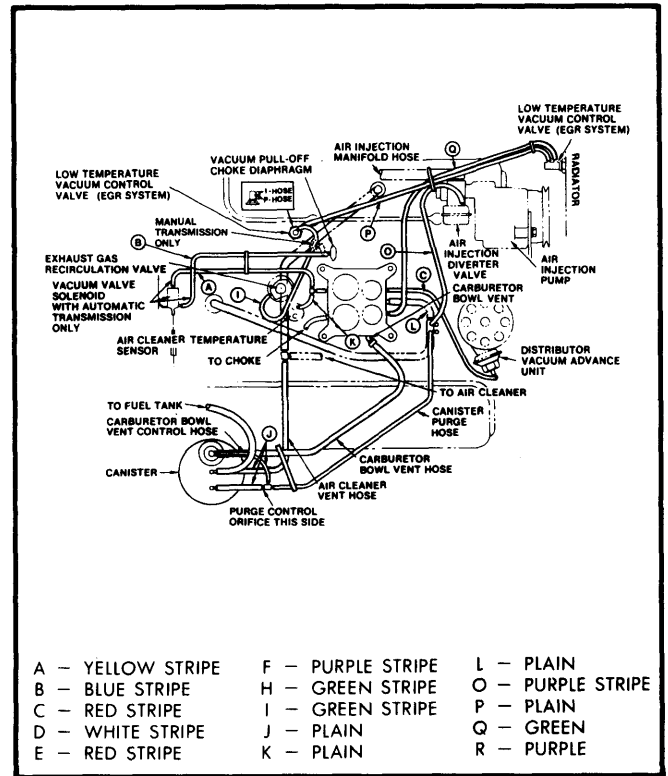 LOW TEMPERATURE
VACUUM CONTROL
VALVE (EGR SYSTEM)
Q
AIR INJECTION
MANIFOLD HOSE
RADIATOR
VACUUM PULL-OFF
CHOKE DIAPHRAGM
LOW TEMPERATURE
VACUUM CONTROL
VALVE (EGR SYSTEM)
I-HOSE
P-HOSE
MANUAL
TRANSMISSION
ONLY
P
B
O
AIR
INJECTION
DIVERTER
VALVE
AIR
INJECTION
PUMP
EXHAUST GAS
RECIRCULATION VALVE
C
VACUUM VALVE
SOLENOID
WITH AUTOMATIC
TRANSMISSION
ONLY
A
I
CARBURETOR
BOWL VENT
L
K
AIR CLEANER TEMPERATURE
SENSOR
TO CHOKE
DISTRIBUTOR
VACUUM ADVANCE
UNIT
TO AIR CLEANER
TO FUEL TANK
CARBURETOR BOWL
VENT CONTROL HOSE
J
CANISTER
PURGE
HOSE
CANISTER
CARBURETOR
BOWL VENT HOSE
AIR CLEANER
VENT HOSE
PURGE CONTROL
ORIFICE THIS SIDE
A – YELLOW STRIPE
B – BLUE STRIPE
C – RED STRIPE
D – WHITE STRIPE
E – RED STRIPE
F – PURPLE STRIPE
H – GREEN STRIPE
I – GREEN STRIPE
J – PLAIN
K – PLAIN
L – PLAIN
O – PURPLE STRIPE
P – PLAIN
Q – GREEN
R – PURPLE